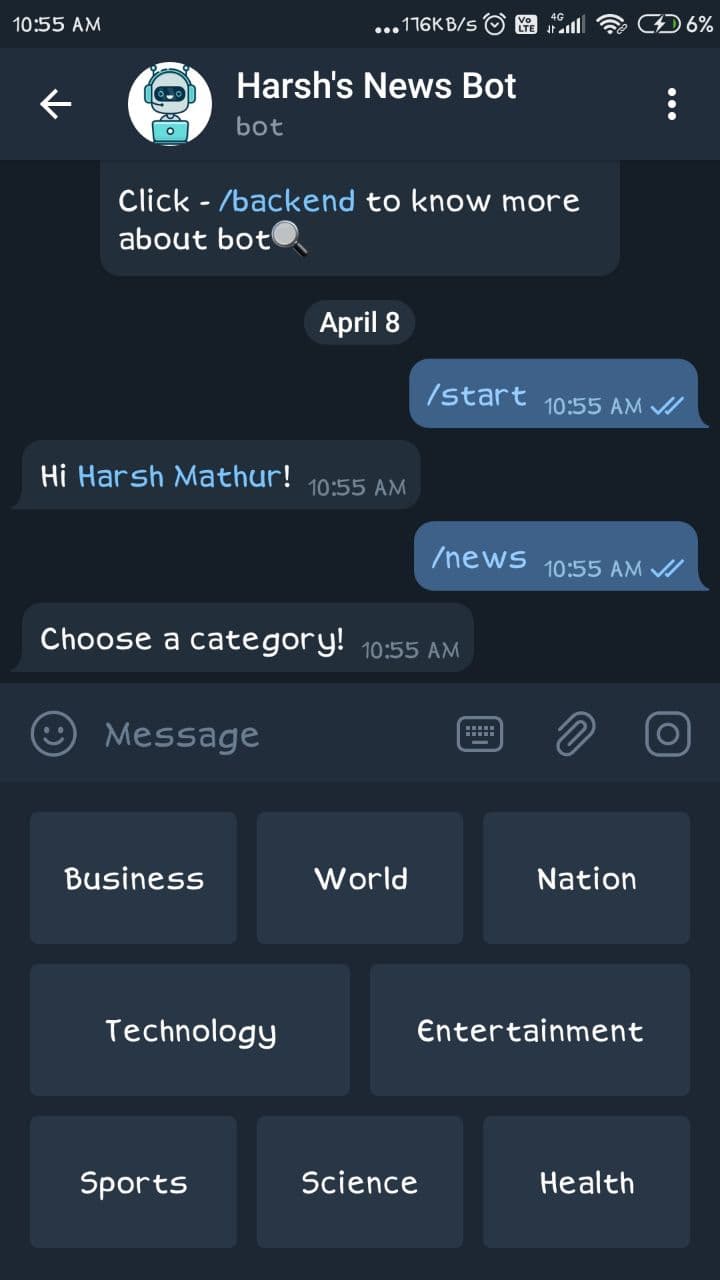 10:55 AM
...176KB/s Vo LTE 4G 6%
Harsh's News Bot
bot
Click - /backend to know more
about bot🔍
April 8
/start 10:55 AM
Hi Harsh Mathur! 10:55 AM
/news 10:55 AM
Choose a category! 10:55 AM
Message
Business World Nation
Technology Entertainment
Sports Science Health